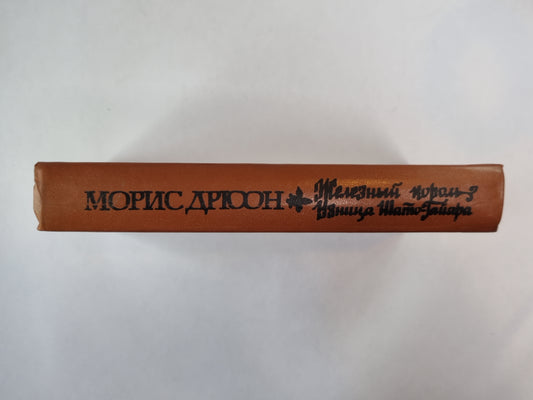 МОРИС ДРЮОН
Железный король
Узница Шато-Гайара